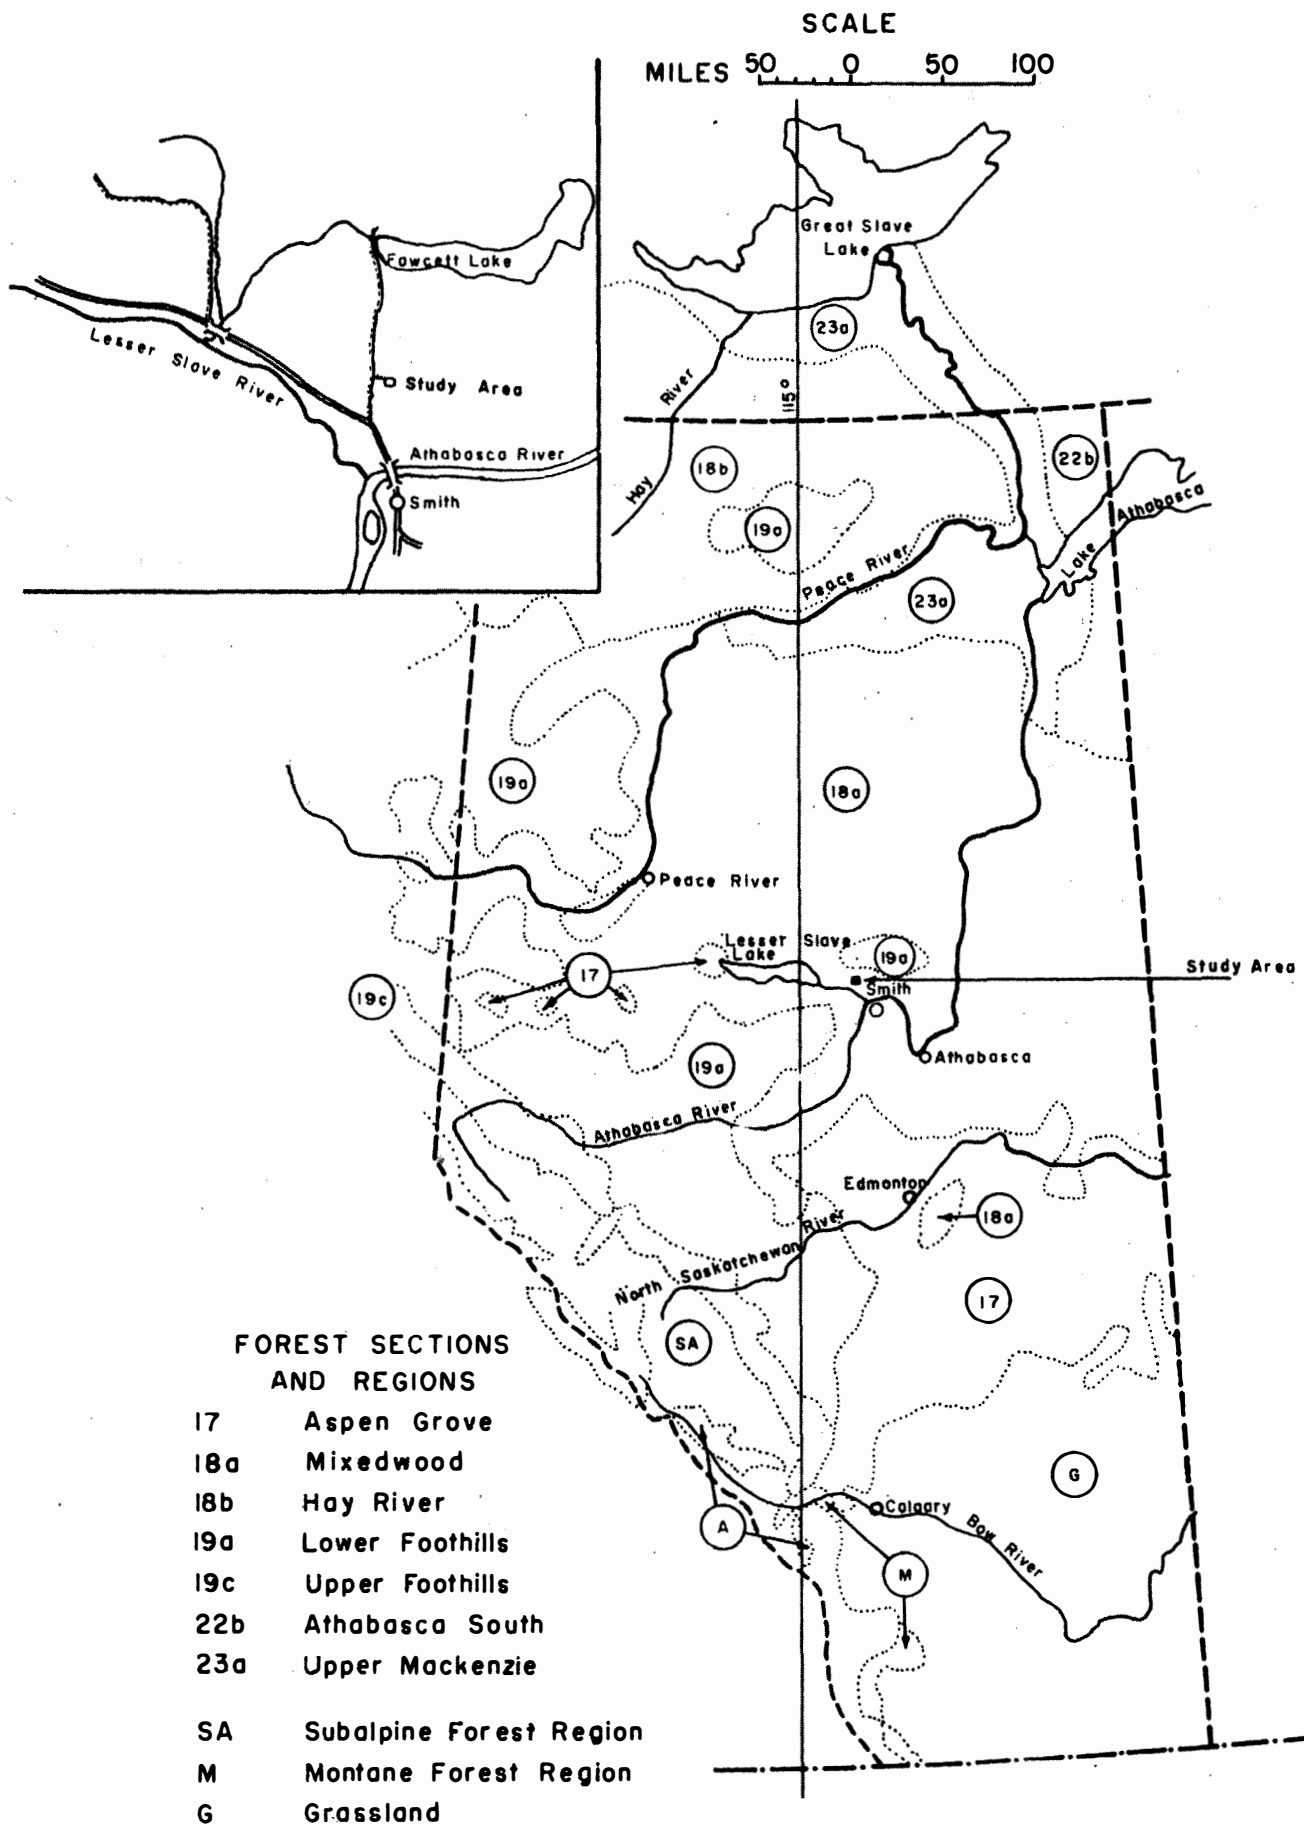 SCALE
MILES 50 0 50 100
Great Slave
Lake
Fawcett Lake
23a
Lesser Slave River
Study Area
Hay River
115°
Athabasca River
Smith
18b
22b
19a
Lake Athabasca
Peace River
23a
19a
18a
Peace River
Lesser Slave
Lake
19a
17
Study Area
19c
Smith
19a
Athabasca
Athabasca River
Edmonton
18a
North Saskatchewan River
17
SA
G
A
Calgary
Bow River
M
FOREST SECTIONS
AND REGIONS
17 Aspen Grove
18a Mixedwood
18b Hay River
19a Lower Foothills
19c Upper Foothills
22b Athabasca South
23a Upper Mackenzie
SA Subalpine Forest Region
M Montane Forest Region
G Grassland